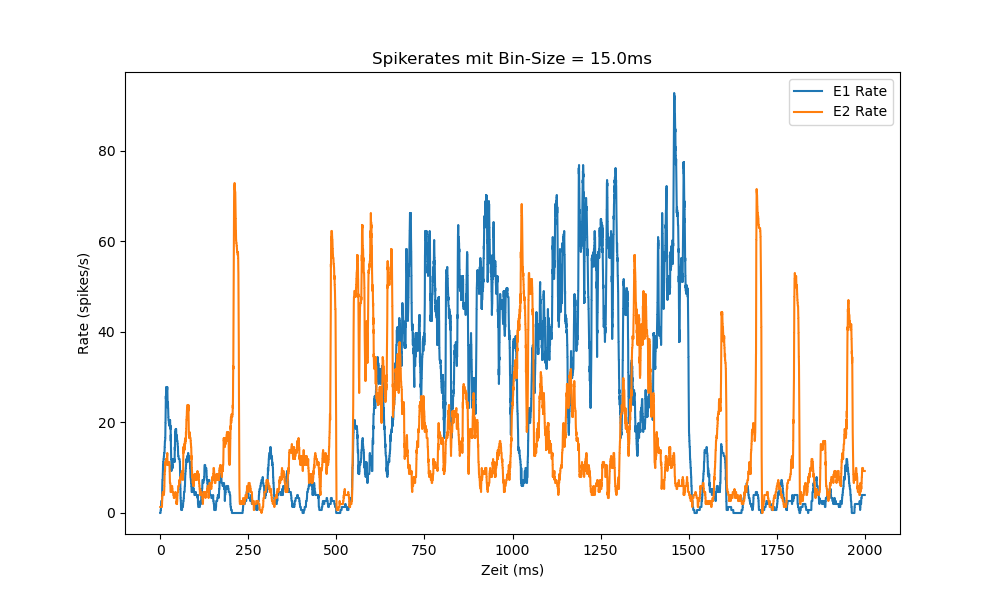 Spikerates mit Bin-Size = 15.0ms
E1 Rate
E2 Rate
Rate (spikes/s)
80
60
40
20
0
0 250 500 750 1000 1250 1500 1750 2000
Zeit (ms)